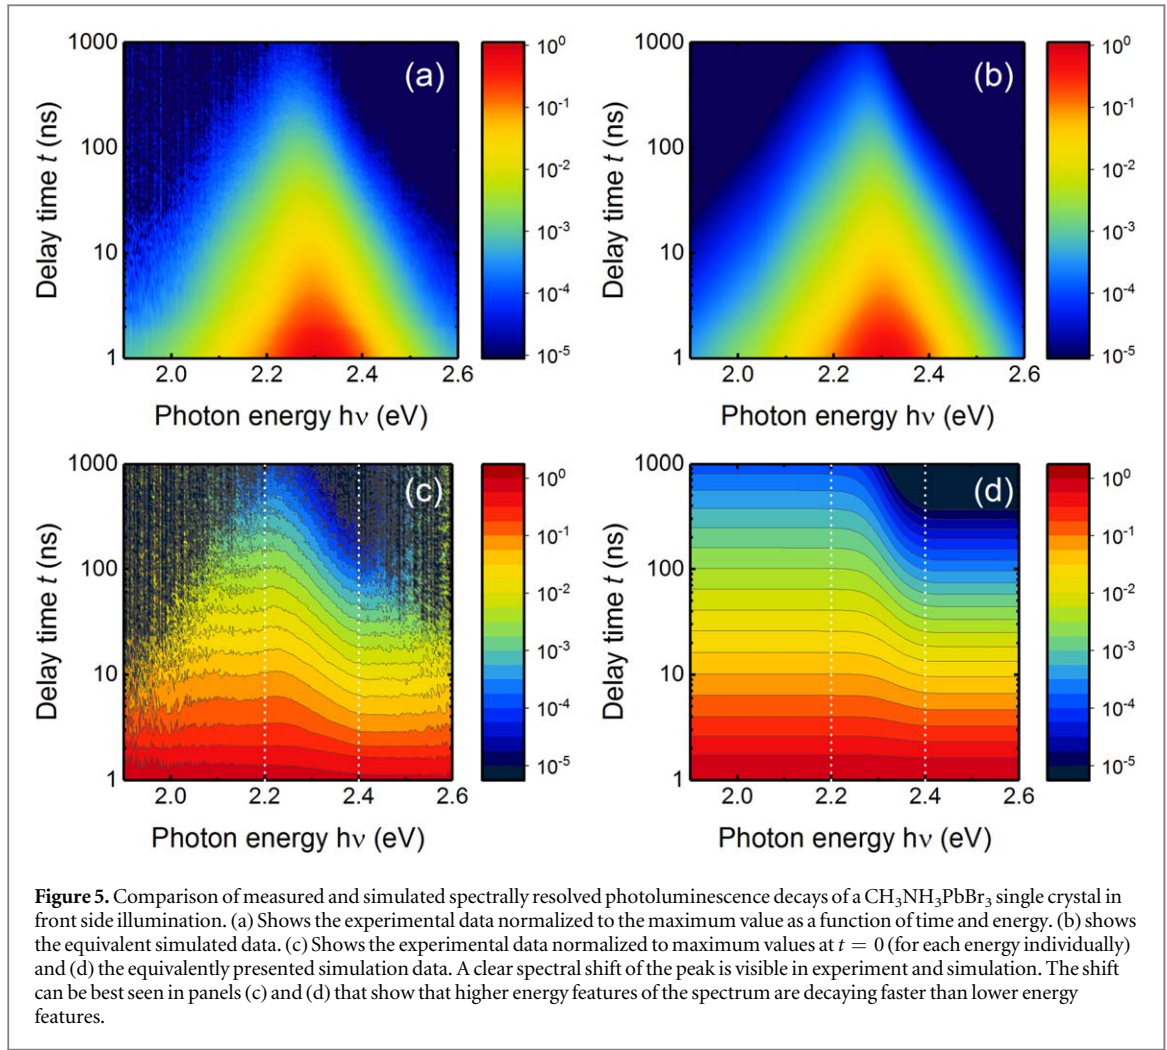 (a)
Delay time t (ns)
1000
100
10
1
2.0 2.2 2.4 2.6
Photon energy hν (eV)
10⁰
10⁻¹
10⁻²
10⁻³
10⁻⁴
10⁻⁵
(b)
Delay time t (ns)
1000
100
10
1
2.0 2.2 2.4 2.6
Photon energy hν (eV)
10⁰
10⁻¹
10⁻²
10⁻³
10⁻⁴
10⁻⁵
(c)
Delay time t (ns)
1000
100
10
1
2.0 2.2 2.4 2.6
Photon energy hν (eV)
10⁰
10⁻¹
10⁻²
10⁻³
10⁻⁴
10⁻⁵
(d)
Delay time t (ns)
1000
100
10
1
2.0 2.2 2.4 2.6
Photon energy hν (eV)
10⁰
10⁻¹
10⁻²
10⁻³
10⁻⁴
10⁻⁵
Figure 5. Comparison of measured and simulated spectrally resolved photoluminescence decays of a CH₃NH₃PbBr₃ single crystal in
front side illumination. (a) Shows the experimental data normalized to the maximum value as a function of time and energy. (b) shows
the equivalent simulated data. (c) Shows the experimental data normalized to maximum values at t = 0 (for each energy individually)
and (d) the equivalently presented simulation data. A clear spectral shift of the peak is visible in experiment and simulation. The shift
can be best seen in panels (c) and (d) that show that higher energy features of the spectrum are decaying faster than lower energy
features.